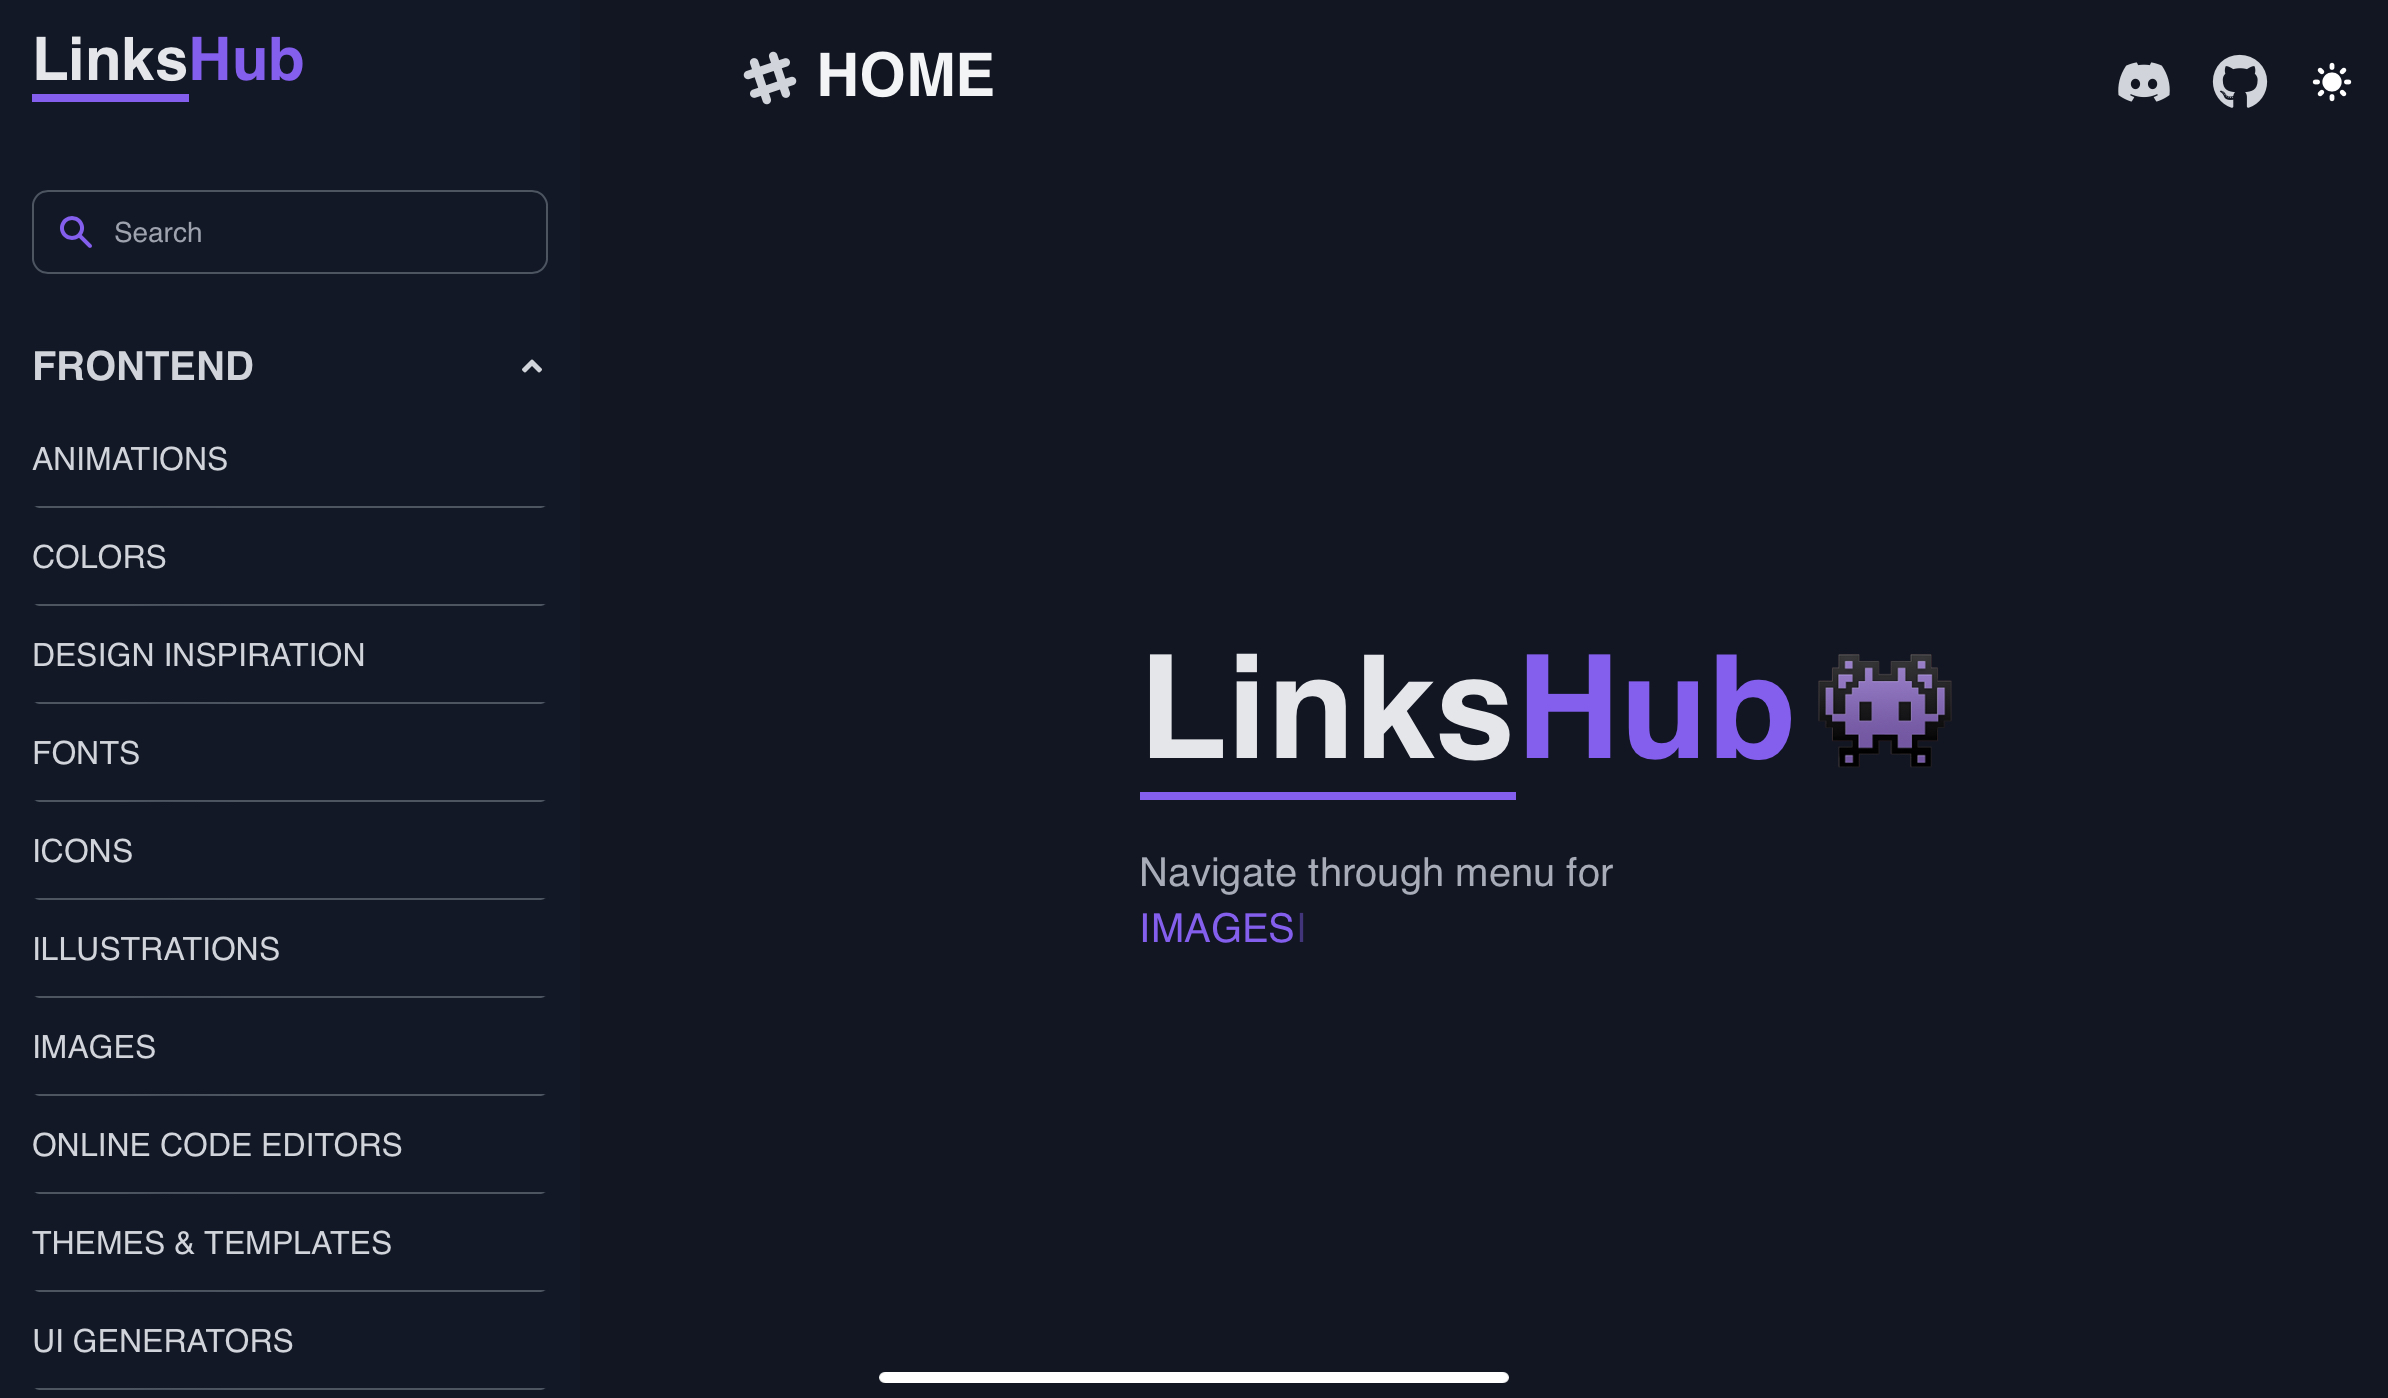 LinksHub
Search
FRONTEND
ANIMATIONS
COLORS
DESIGN INSPIRATION
FONTS
ICONS
ILLUSTRATIONS
IMAGES
ONLINE CODE EDITORS
THEMES & TEMPLATES
UI GENERATORS
# HOME
LinksHub
Navigate through menu for
IMAGES|